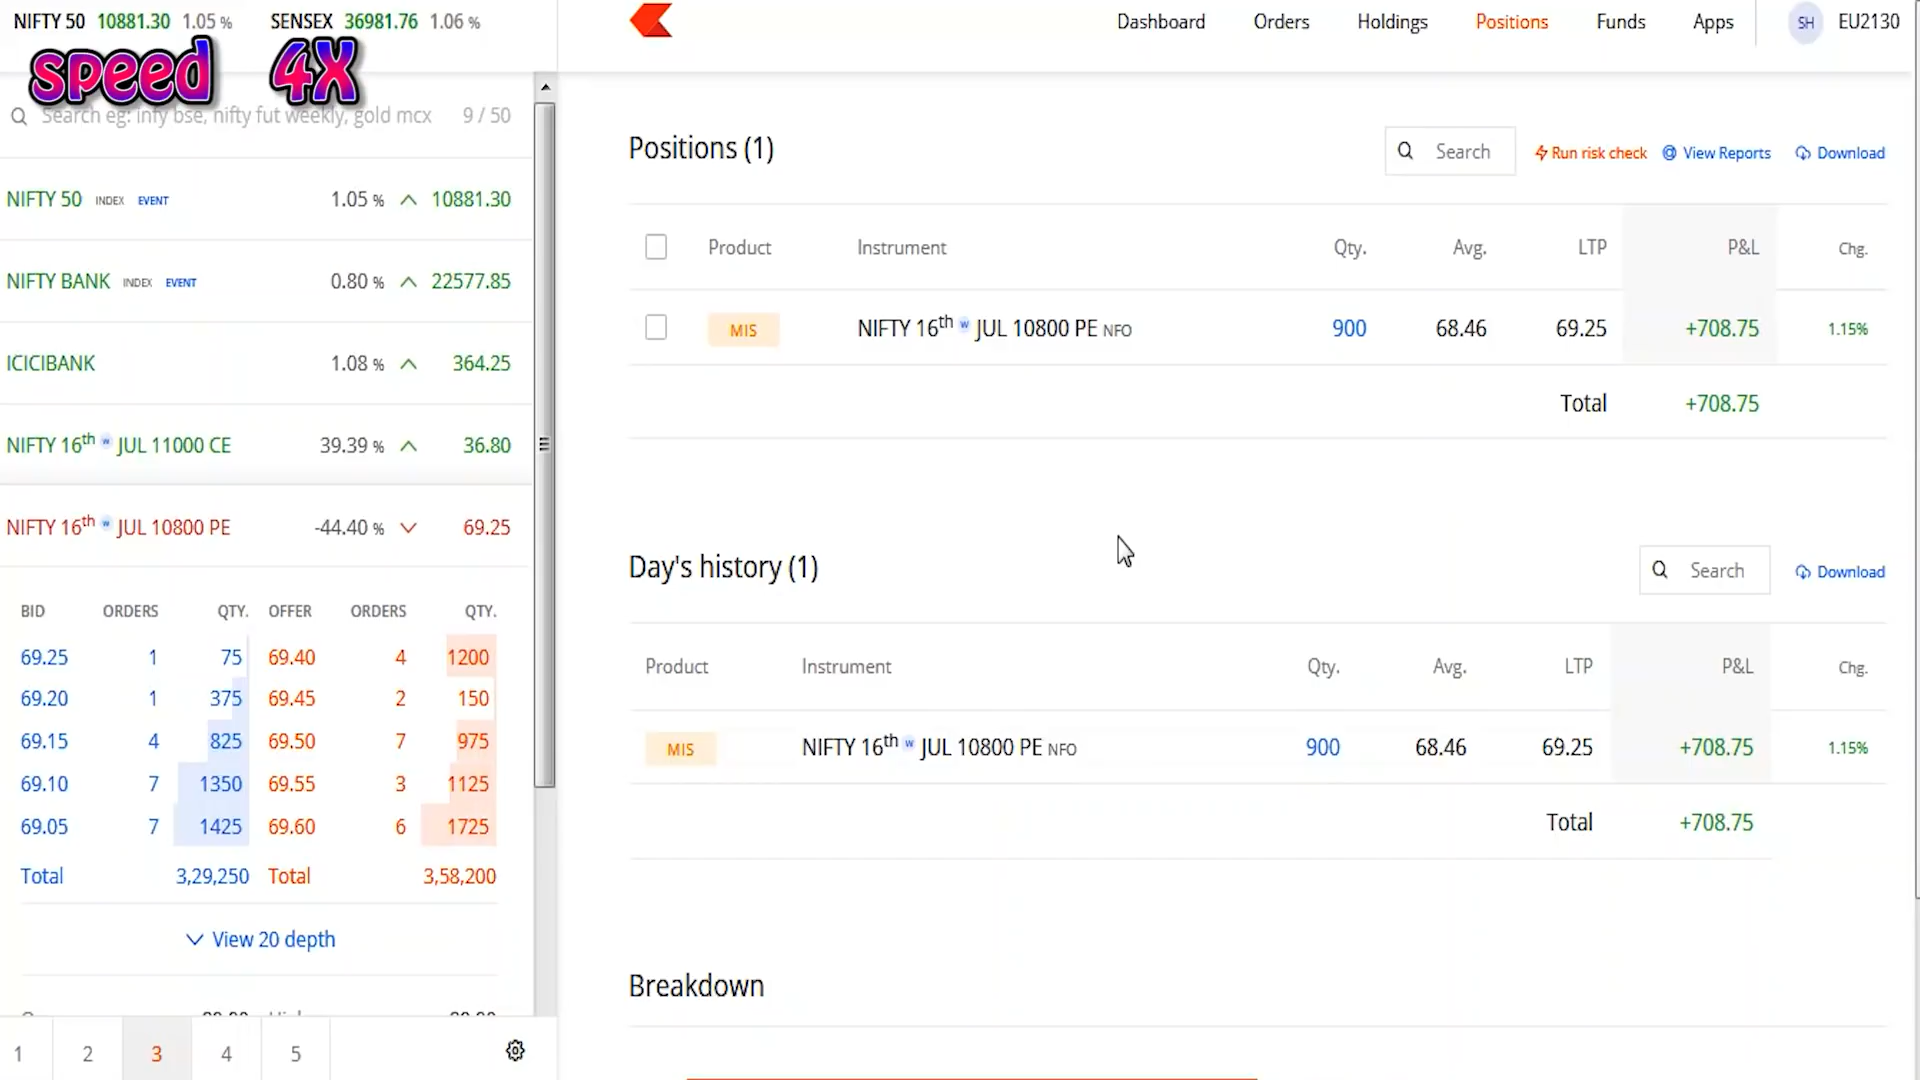 NIFTY 50 10881.30 1.05 % SENSEX 36981.76 1.06 %
speed 4X
Search eg: infy bse, nifty fut weekly, gold mcx 9 / 50
NIFTY 50 INDEX EVENT 1.05 % 10881.30
NIFTY BANK INDEX EVENT 0.80 % 22577.85
ICICIBANK 1.08 % 364.25
NIFTY 16th w JUL 11000 CE 39.39 % 36.80
NIFTY 16th w JUL 10800 PE -44.40 % 69.25
BID ORDERS QTY. OFFER ORDERS QTY.
69.25 1 75 69.40 4 1200
69.20 1 375 69.45 2 150
69.15 4 825 69.50 7 975
69.10 7 1350 69.55 3 1125
69.05 7 1425 69.60 6 1725
Total 3,29,250 Total 3,58,200
View 20 depth
1 2 3 4 5
Dashboard Orders Holdings Positions Funds Apps SH EU2130
Positions (1) Search Run risk check View Reports Download
Product Instrument Qty. Avg. LTP P&L Chg.
MIS NIFTY 16th w JUL 10800 PE NFO 900 68.46 69.25 +708.75 1.15%
Total +708.75
Day's history (1) Search Download
Product Instrument Qty. Avg. LTP P&L Chg.
MIS NIFTY 16th w JUL 10800 PE NFO 900 68.46 69.25 +708.75 1.15%
Total +708.75
Breakdown